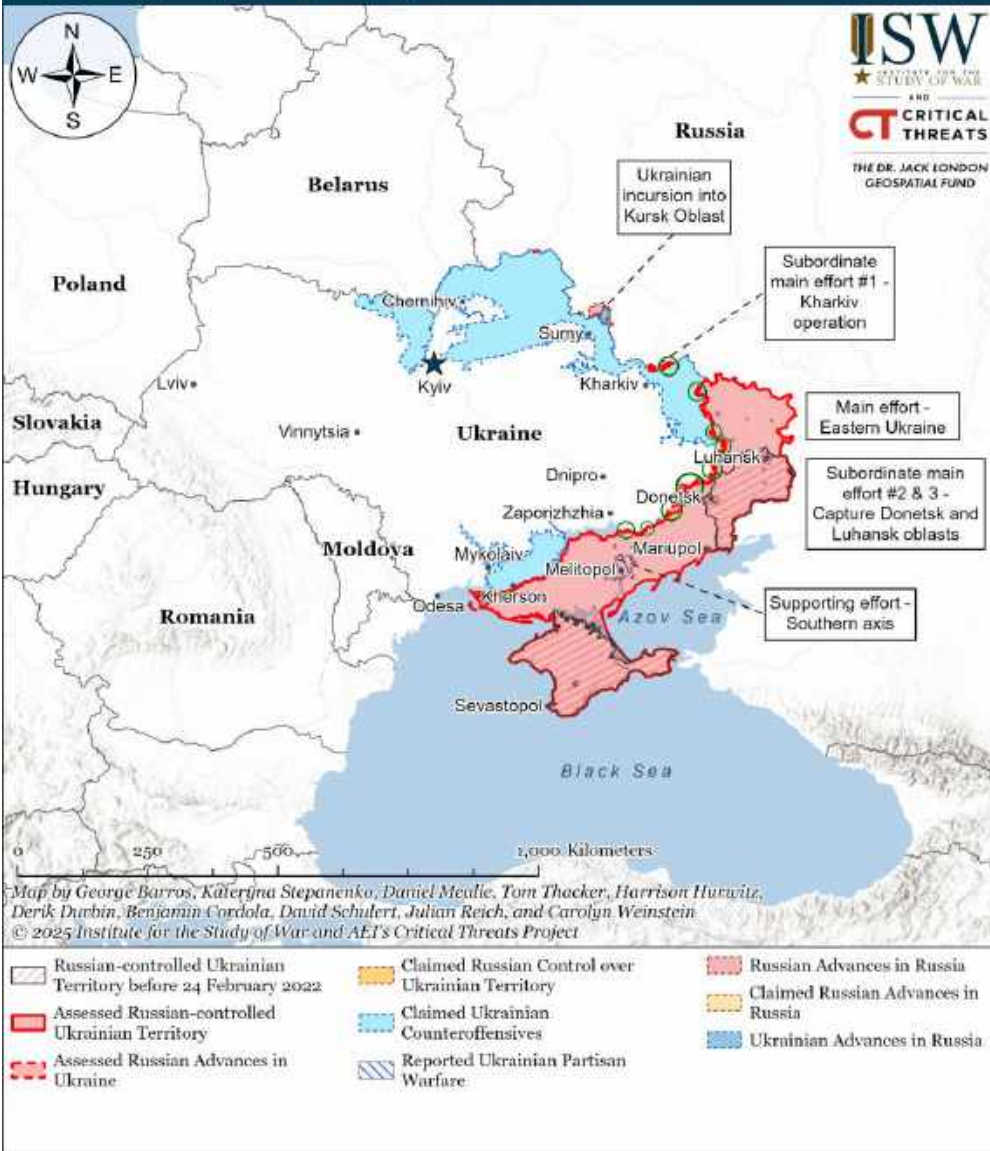 N
W E
S
ISW
INSTITUTE FOR THE
STUDY OF WAR
AND
CT CRITICAL
THREATS
THE DR. JACK LONDON
GEOSPATIAL FUND
Russia
Ukrainian
incursion into
Kursk Oblast
Belarus
Subordinate
main effort #1 -
Kharkiv
operation
Poland
Chernihiv
Sumy
Kyiv
Kharkiv
Lviv
Slovakia
Main effort -
Eastern Ukraine
Vinnytsia
Ukraine
Luhansk
Hungary
Dnipro
Donetsk
Subordinate main
effort #2 & 3 -
Capture Donetsk and
Luhansk oblasts
Zaporizhzhia
Moldova
Mykolaiv
Mariupol
Melitopol
Odesa
Kherson
Romania
Azov Sea
Supporting effort -
Southern axis
Sevastopol
Black Sea
0 250 500 1,000 Kilometers
Map by George Barros, Kateryna Stepanenko, Daniel Mealie, Tom Thacker, Harrison Hurwitz,
Derik Durbin, Benjamin Cordola, David Schulert, Julian Reich, and Carolyn Weinstein
© 2025 Institute for the Study of War and AEI's Critical Threats Project
Russian-controlled Ukrainian
Territory before 24 February 2022
Assessed Russian-controlled
Ukrainian Territory
Assessed Russian Advances in
Ukraine
Claimed Russian Control over
Ukrainian Territory
Claimed Ukrainian
Counteroffensives
Reported Ukrainian Partisan
Warfare
Russian Advances in Russia
Claimed Russian Advances in
Russia
Ukrainian Advances in Russia